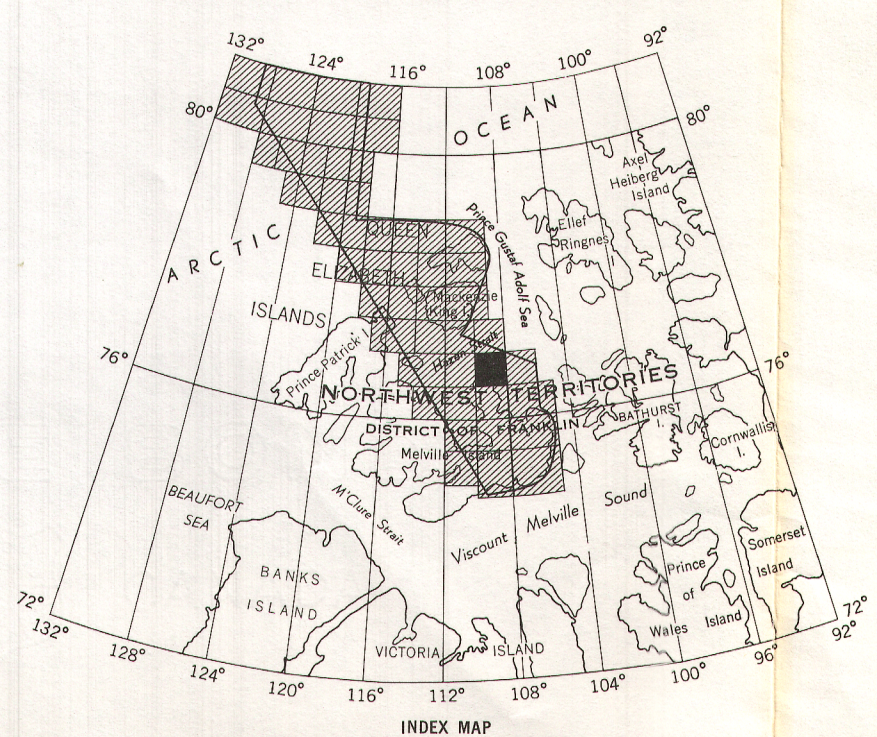 132°
124°
116°
108°
100°
92°
80°
80°
OCEAN
Axel
Heiberg
Island
Prince Gustaf Adolf Sea
Ellef
Ringnes
I.
QUEEN
ARCTIC
ELIZABETH
Mackenzie
King I.
ISLANDS
Prince Patrick I.
Hazen Strait
76°
76°
NORTHWEST TERRITORIES
BATHURST
I.
DISTRICT OF FRANKLIN
Cornwallis
I.
Melville Island
BEAUFORT
SEA
M'Clure Strait
Viscount Melville Sound
Somerset
Island
BANKS
ISLAND
Prince
of
Wales Island
VICTORIA ISLAND
72°
132°
128°
124°
120°
116°
112°
108°
104°
100°
96°
92°
72°
INDEX MAP